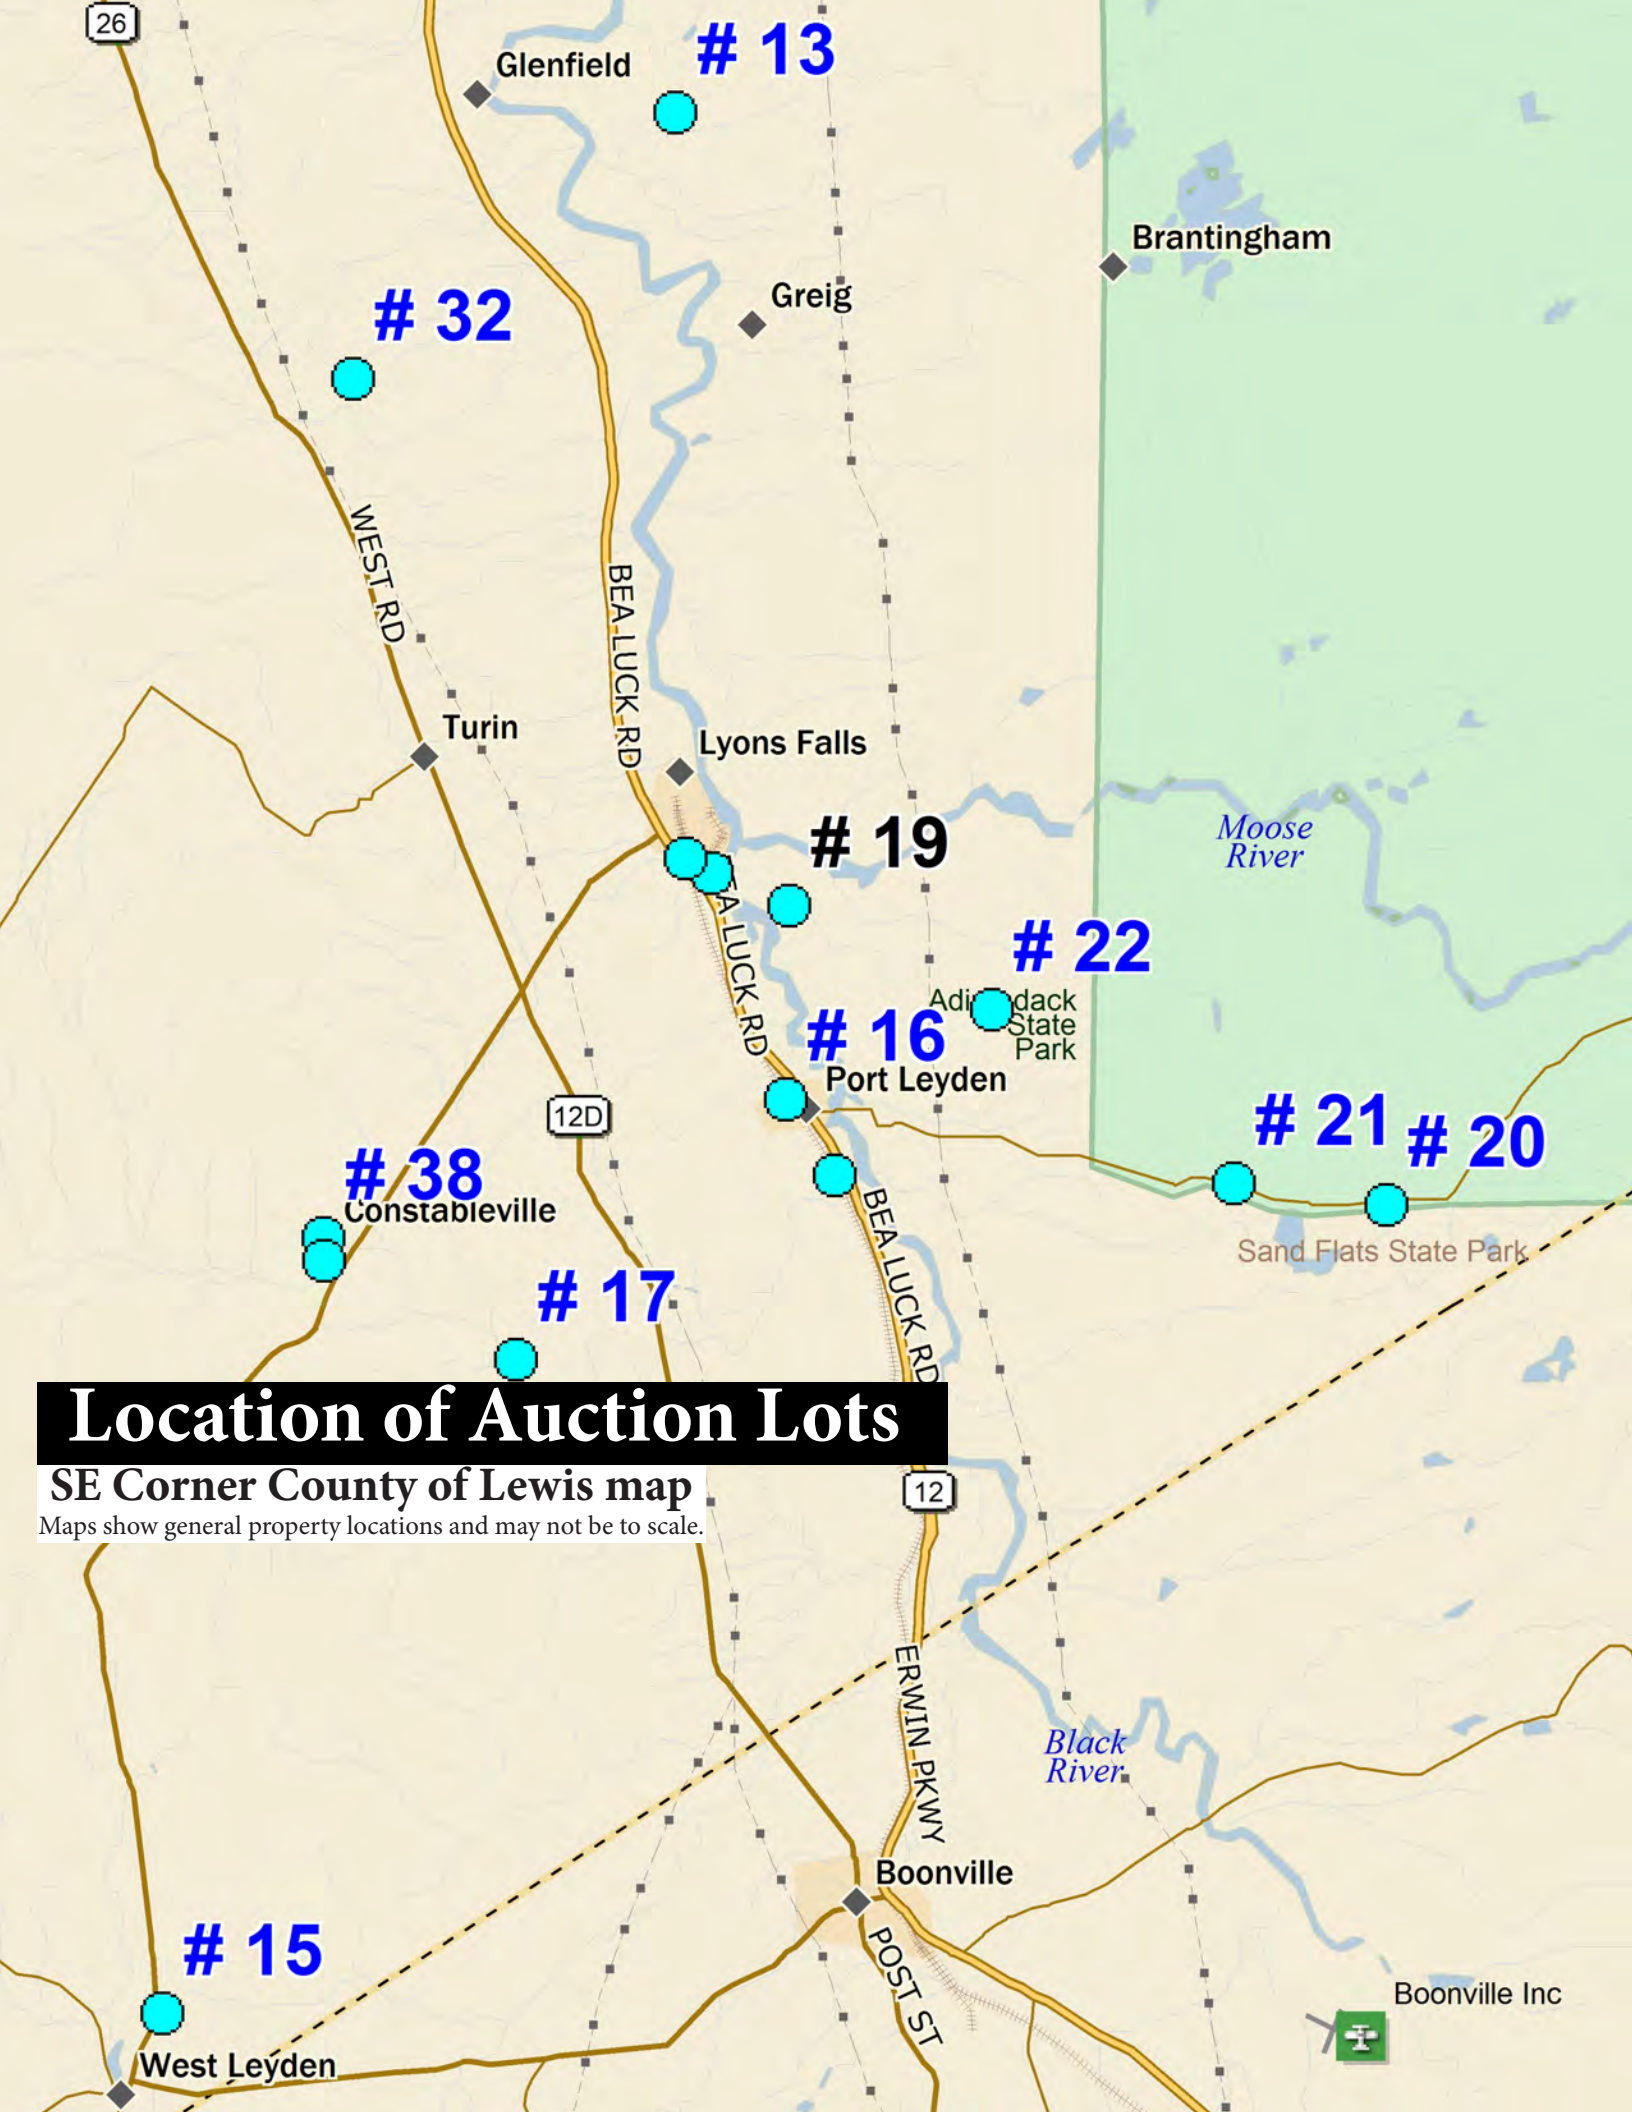 26
Glenfield
# 13
Brantingham
Greig
# 32
WEST RD
BEA LUCK RD
Turin
Lyons Falls
Moose
River
# 19
A LUCK RD
# 22
State
Park
# 16
Port Leyden
12D
# 21
# 20
# 38
Constableville
BEA LUCK RD
Sand Flats State Park
# 17
Location of Auction Lots
SE Corner County of Lewis map
Maps show general property locations and may not be to scale.
12
ERWIN PKWY
Black
River
Boonville
POST ST
# 15
Boonville Inc
West Leyden